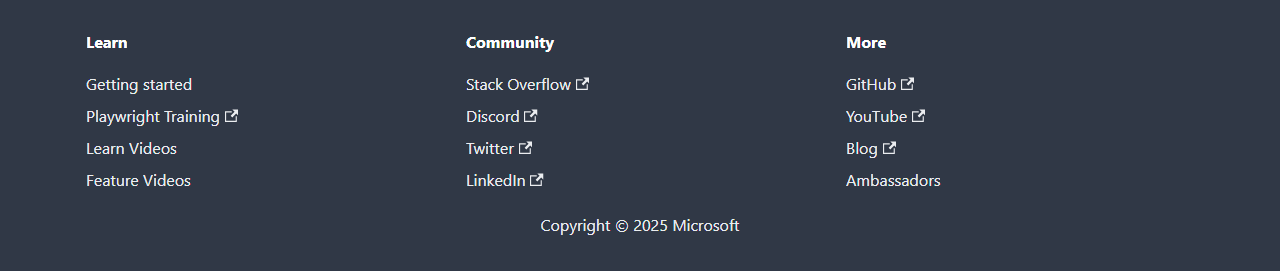 Learn
Getting started
Playwright Training
Learn Videos
Feature Videos
Community
Stack Overflow
Discord
Twitter
LinkedIn
More
GitHub
YouTube
Blog
Ambassadors
Copyright © 2025 Microsoft